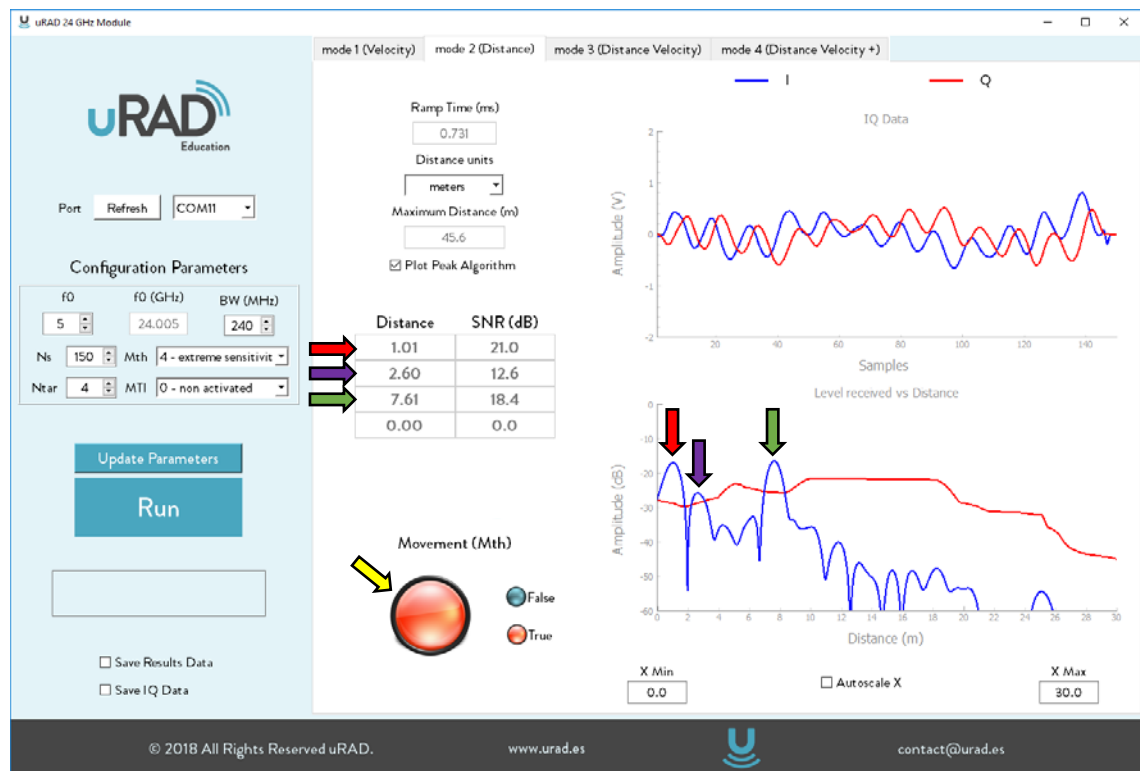 uRAD 24 GHz Module
mode 1 (Velocity) mode 2 (Distance) mode 3 (Distance Velocity) mode 4 (Distance Velocity +)
uRAD
Education
Port Refresh COM11
Configuration Parameters
f0 f0 (GHz) BW (MHz)
5 24.005 240
Ns 150 Mth 4 - extreme sensitivit
Ntar 4 MTI 0 - non activated
Update Parameters
Run
Save Results Data
Save IQ Data
Ramp Time (ms)
0.731
Distance units
meters
Maximum Distance (m)
45.6
Plot Peak Algorithm
Distance SNR (dB)
1.01 21.0
2.60 12.6
7.61 18.4
0.00 0.0
Movement (Mth)
False
True
I Q
IQ Data
Amplitude (V)
2
1
0
-1
-2
20 40 60 80 100 120 140
Samples
Level received vs Distance
Amplitude (dB)
0
-10
-20
-30
-40
-50
-60
0 2 4 6 8 10 12 14 16 18 20 22 24 26 28 30
Distance (m)
X Min
0.0
Autoscale X
X Max
30.0
© 2018 All Rights Reserved uRAD. www.urad.es contact@urad.es